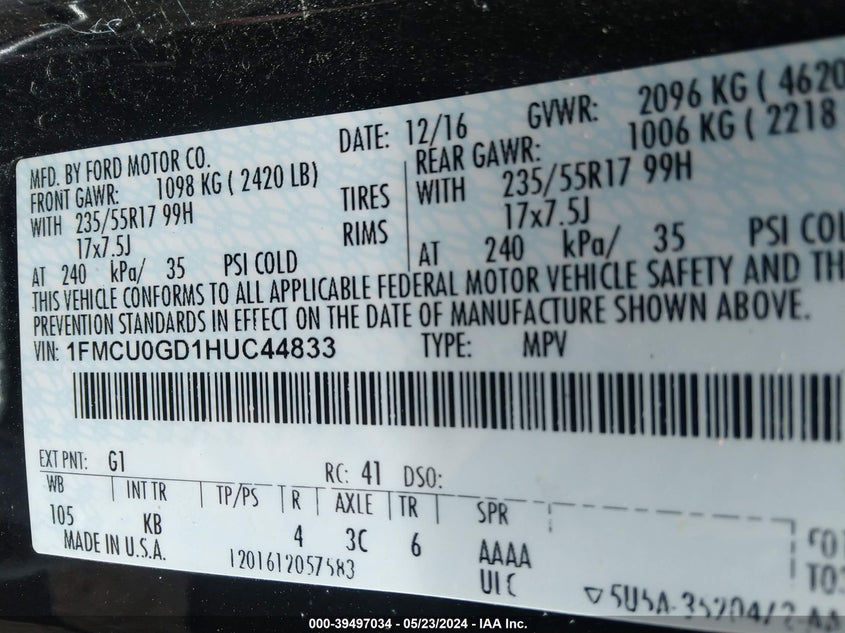 MFD. BY FORD MOTOR CO. DATE: 12/16 GVWR: 2096 KG ( 4620
FRONT GAWR: 1098 KG ( 2420 LB) REAR GAWR: 1006 KG ( 2218
WITH 235/55R17 99H TIRES WITH 235/55R17 99H
17x7.5J RIMS 17x7.5J
AT 240 kPa/ 35 PSI COLD AT 240 kPa/ 35 PSI COL
THIS VEHICLE CONFORMS TO ALL APPLICABLE FEDERAL MOTOR VEHICLE SAFETY AND TH
PREVENTION STANDARDS IN EFFECT ON THE DATE OF MANUFACTURE SHOWN ABOVE.
VIN: 1FMCU0GD1HUC44833 TYPE: MPV
EXT PNT: G1 RC: 41 DSO:
WB INT TR TP/PS R AXLE TR SPR
105 KB 4 3C 6 AAAA
MADE IN U.S.A. 1201612057583 UIC
000-39497034 - 05/23/2024 - IAA Inc.